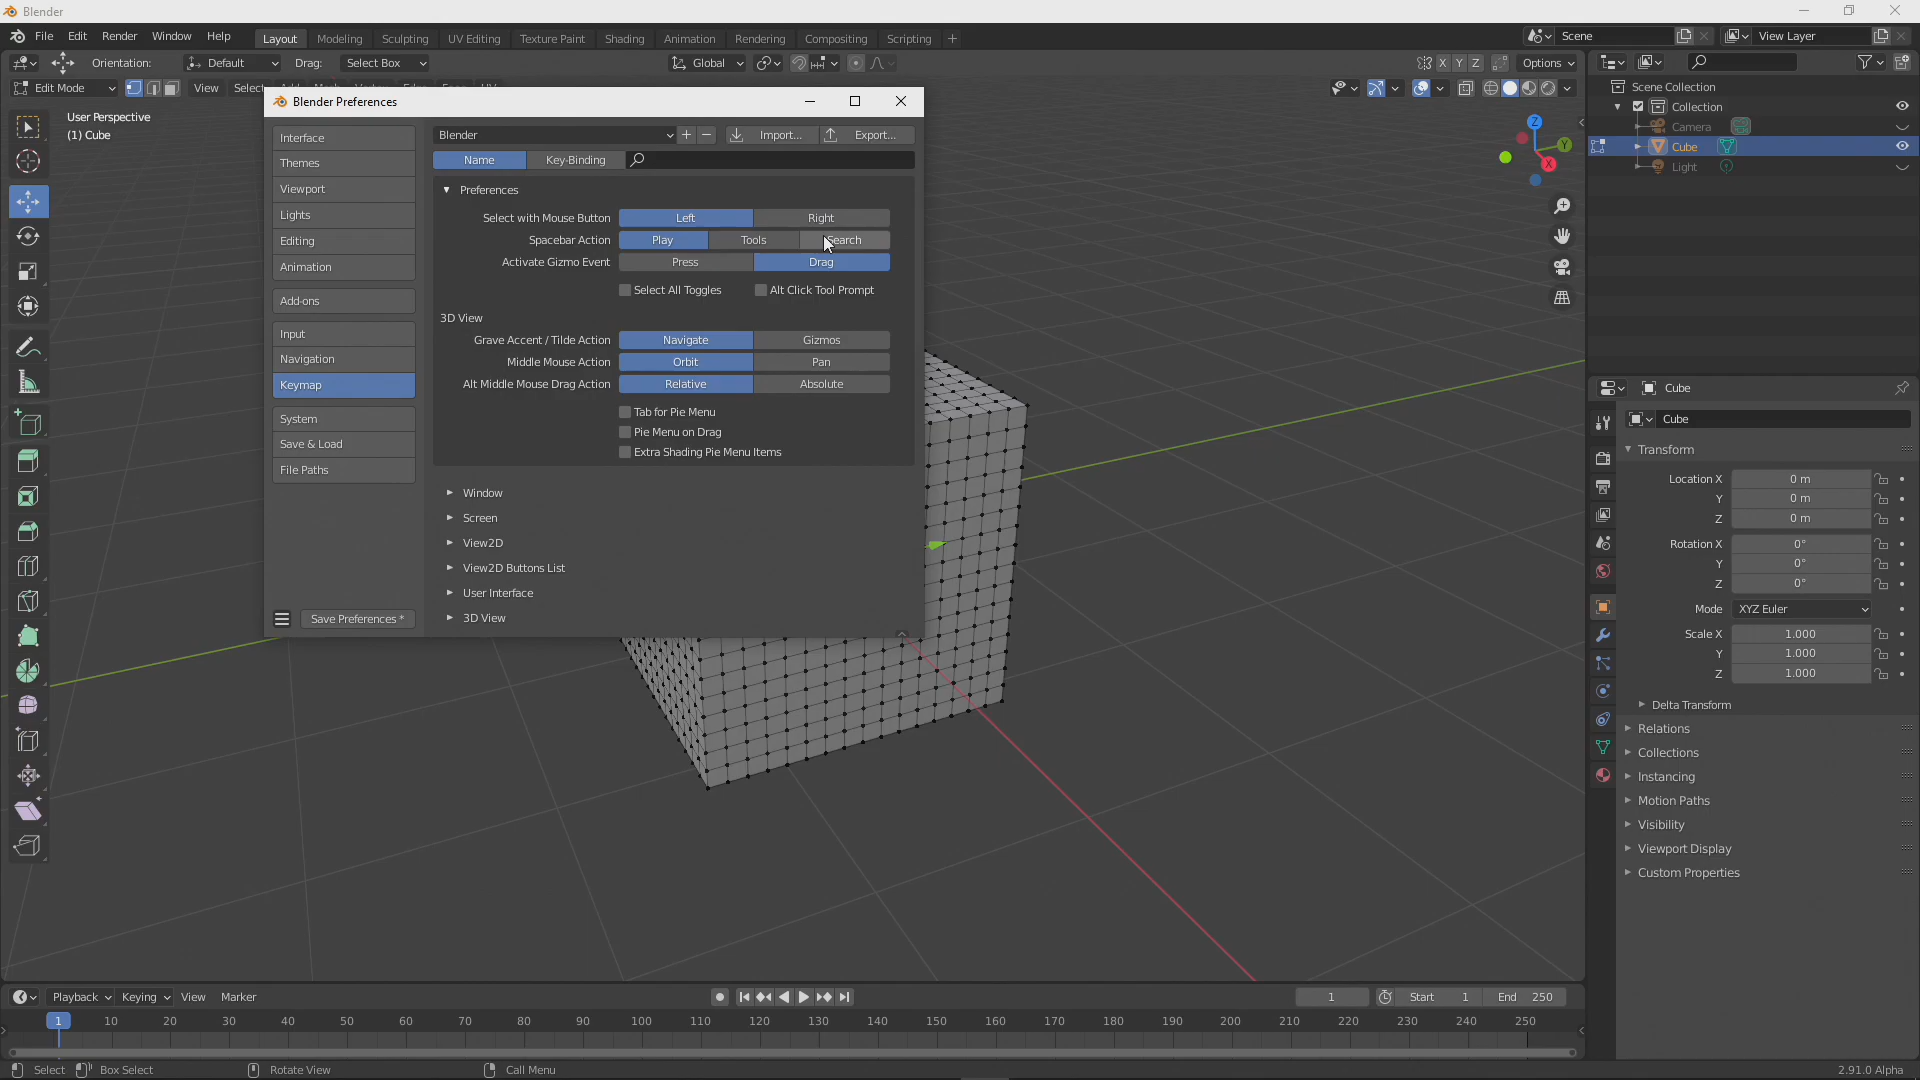 Blender
File Edit Render Window Help Layout Modeling Sculpting UV Editing Texture Paint Shading Animation Rendering Compositing Scripting Scene View Layer
Orientation: Default Drag: Select Box Global X Y Z Options
Edit Mode View
User Perspective
(1) Cube
Blender Preferences
Interface
Themes
Viewport
Lights
Editing
Animation
Add-ons
Input
Navigation
Keymap
System
Save & Load
File Paths
Save Preferences *
Blender Import... Export...
Name Key-Binding
Preferences
Select with Mouse Button Left Right
Spacebar Action Play Tools Search
Activate Gizmo Event Press Drag
Select All Toggles Alt Click Tool Prompt
3D View
Grave Accent / Tilde Action Navigate Gizmos
Middle Mouse Action Orbit Pan
Alt Middle Mouse Drag Action Relative Absolute
Tab for Pie Menu
Pie Menu on Drag
Extra Shading Pie Menu Items
Window
Screen
View2D
View2D Buttons List
User Interface
3D View
Z
Y
X
Scene Collection
Collection
Camera
Cube
Light
Cube
Cube
Transform
Location X 0 m
Y 0 m
Z 0 m
Rotation X 0°
Y 0°
Z 0°
Mode XYZ Euler
Scale X 1.000
Y 1.000
Z 1.000
Delta Transform
Relations
Collections
Instancing
Motion Paths
Visibility
Viewport Display
Custom Properties
Playback Keying View Marker 1 Start 1 End 250
1 10 20 30 40 50 60 70 80 90 100 110 120 130 140 150 160 170 180 190 200 210 220 230 240 250
Select Box Select Rotate View Call Menu 2.91.0 Alpha